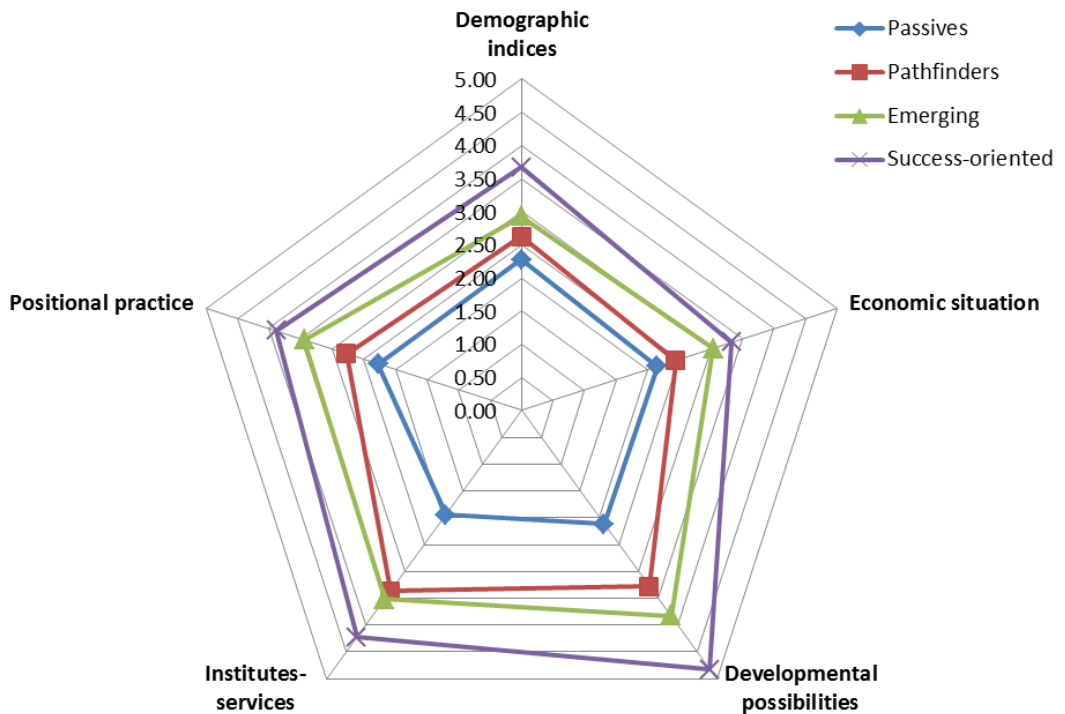 Demographic
indices
Passives
Pathfinders
Emerging
Success-oriented
5.00
4.50
4.00
3.50
3.00
2.50
2.00
1.50
1.00
0.50
0.00
Positional practice
Economic situation
Institutes-
services
Developmental
possibilities